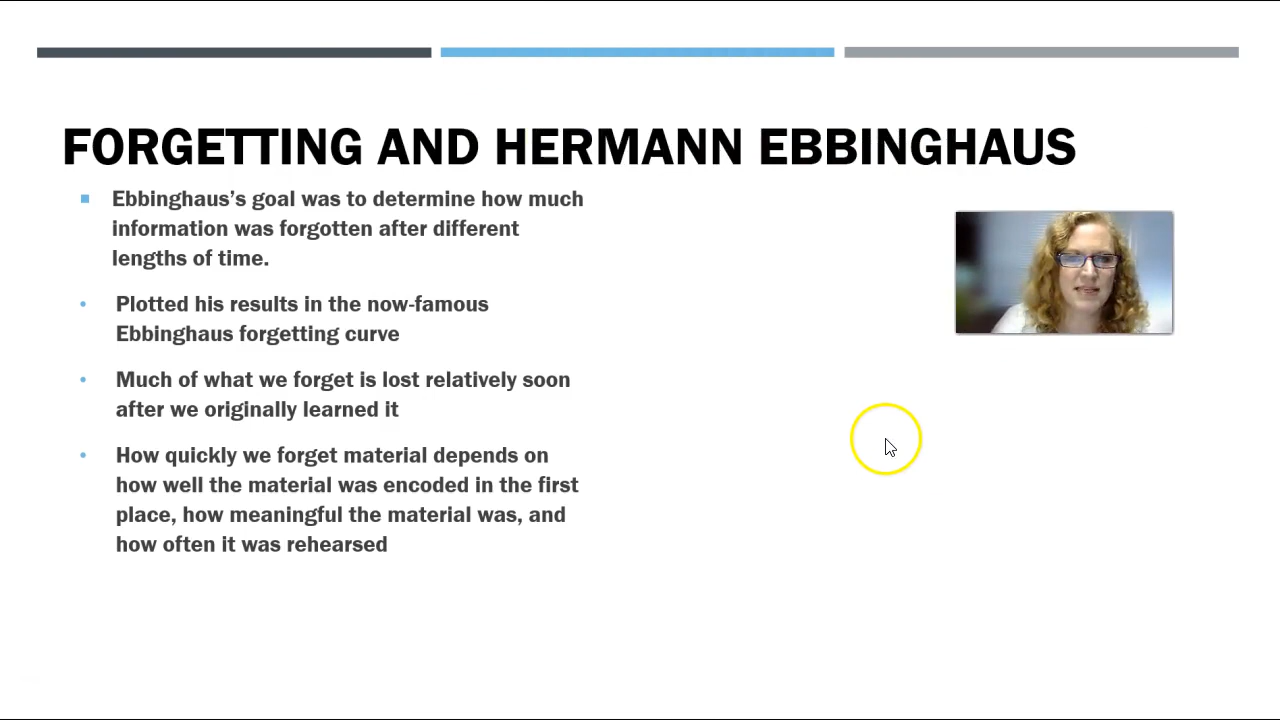 FORGETTING AND HERMANN EBBINGHAUS
Ebbinghaus’s goal was to determine how much
information was forgotten after different
lengths of time.
Plotted his results in the now-famous
Ebbinghaus forgetting curve
Much of what we forget is lost relatively soon
after we originally learned it
How quickly we forget material depends on
how well the material was encoded in the first
place, how meaningful the material was, and
how often it was rehearsed